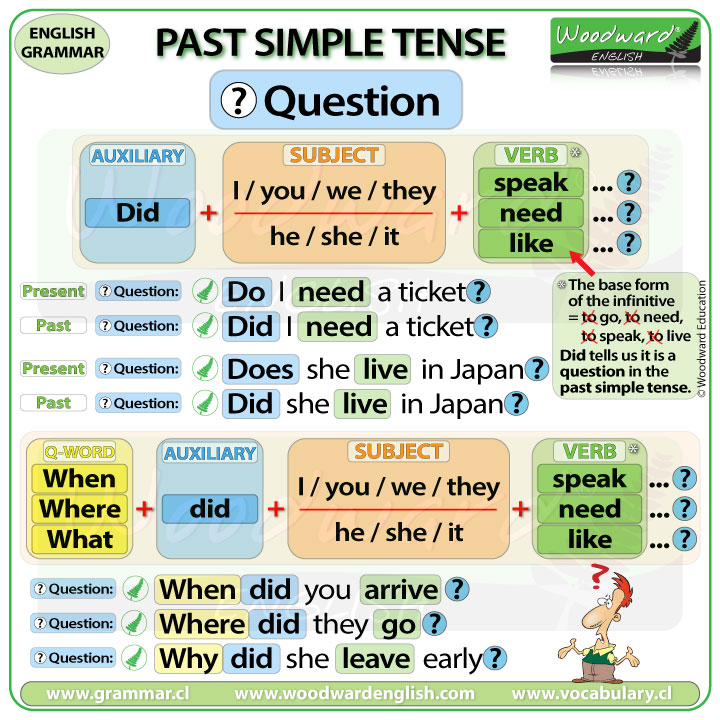 ENGLISH
GRAMMAR
PAST SIMPLE TENSE
Woodward®
ENGLISH
? Question
AUXILIARY
SUBJECT
VERB *
Did
+
I / you / we / they
he / she / it
+
speak ... ?
need ... ?
like ... ?
Present ? Question: Do I need a ticket?
Past ? Question: Did I need a ticket?
Present ? Question: Does she live in Japan?
Past ? Question: Did she live in Japan?
* The base form
of the infinitive
= to go, to need,
to speak, to live
Did tells us it is a
question in the
past simple tense.
© Woodward Education
Q-WORD
AUXILIARY
SUBJECT
VERB *
When
Where
What
+
did
+
I / you / we / they
he / she / it
+
speak ... ?
need ... ?
like ... ?
? Question: When did you arrive ?
? Question: Where did they go ?
? Question: Why did she leave early?
?
www.grammar.cl www.woodwardenglish.com www.vocabulary.cl